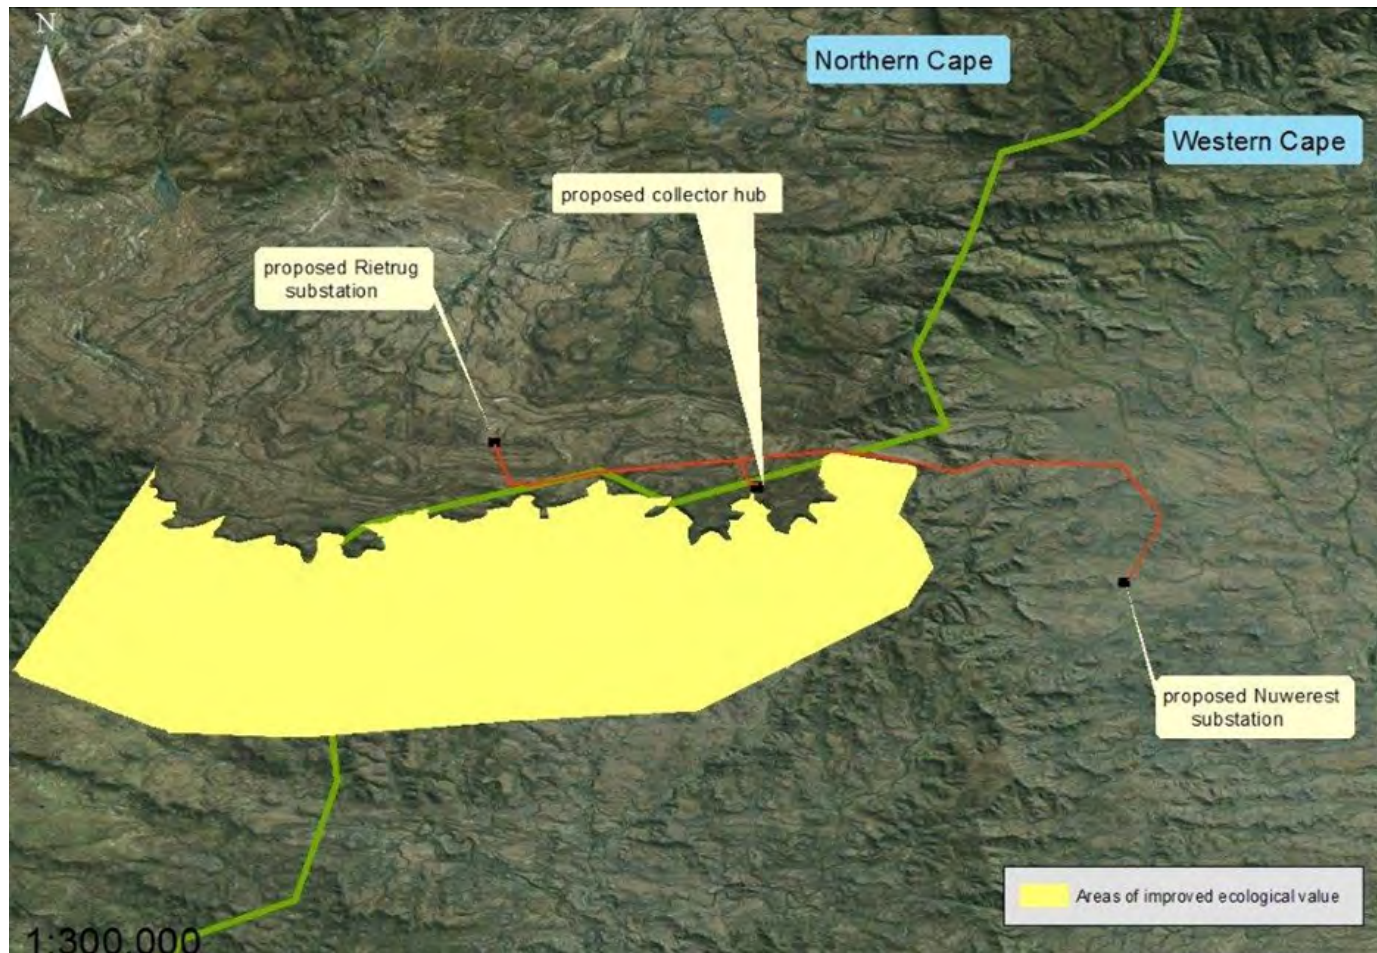 N
Northern Cape
Western Cape
proposed collector hub
proposed Rietrug
substation
proposed Nuwerest
substation
Areas of improved ecological value
1:300,000